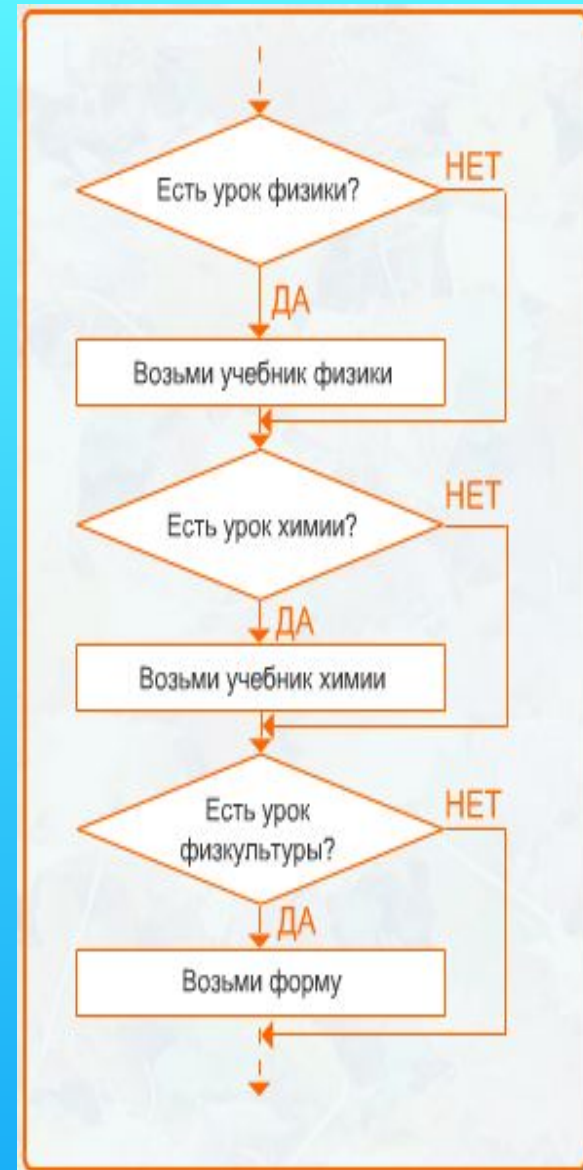 Есть урок физики?
НЕТ
ДА
Возьми учебник физики
Есть урок химии?
НЕТ
ДА
Возьми учебник химии
Есть урок
физкультуры?
НЕТ
ДА
Возьми форму